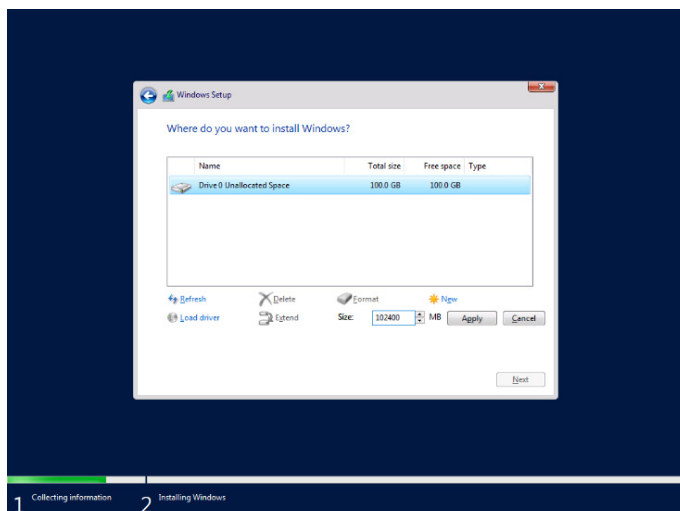 Windows Setup
Where do you want to install Windows?
Name Total size Free space Type
Drive 0 Unallocated Space 100.0 GB 100.0 GB
Refresh Delete Format New
Load driver Extend Size: 102400 MB Apply Cancel
Next
1 Collecting information 2 Installing Windows